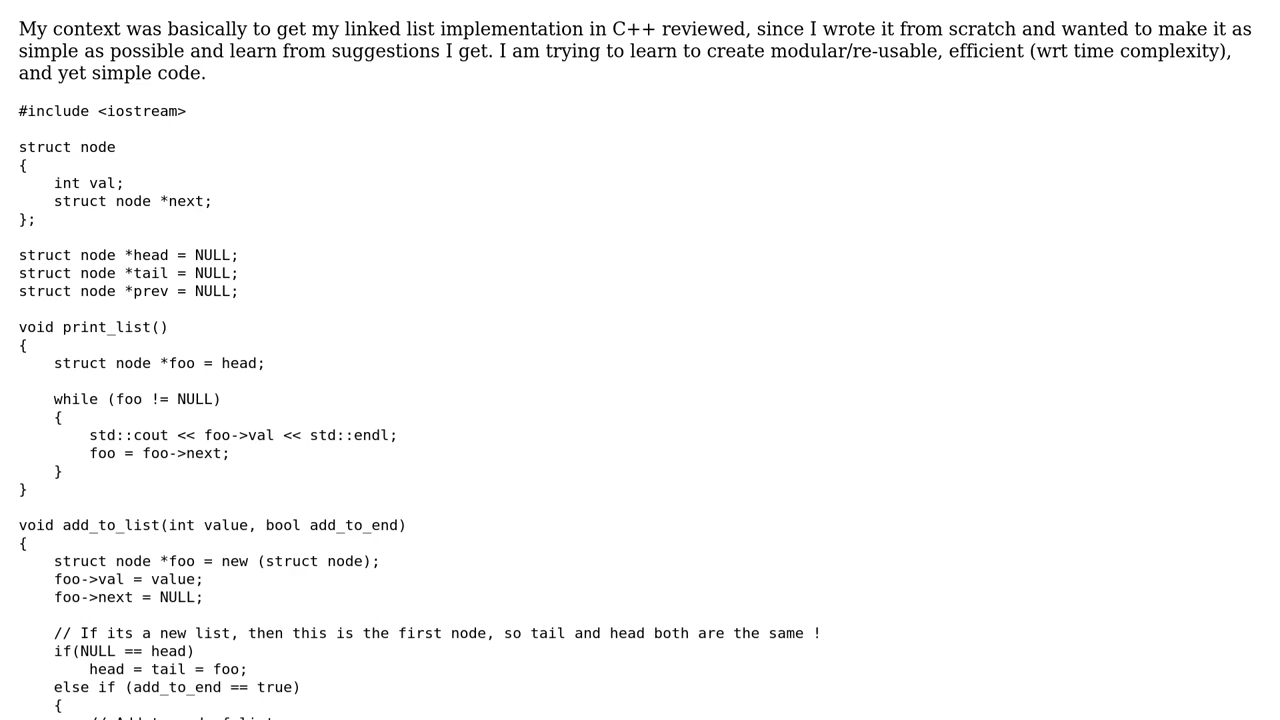 My context was basically to get my linked list implementation in C++ reviewed, since I wrote it from scratch and wanted to make it as
simple as possible and learn from suggestions I get. I am trying to learn to create modular/re-usable, efficient (wrt time complexity),
and yet simple code.
#include <iostream>
struct node
{
    int val;
    struct node *next;
};
struct node *head = NULL;
struct node *tail = NULL;
struct node *prev = NULL;
void print_list()
{
    struct node *foo = head;
    while (foo != NULL)
    {
        std::cout << foo->val << std::endl;
        foo = foo->next;
    }
}
void add_to_list(int value, bool add_to_end)
{
    struct node *foo = new (struct node);
    foo->val = value;
    foo->next = NULL;
    // If its a new list, then this is the first node, so tail and head both are the same !
    if(NULL == head)
        head = tail = foo;
    else if (add_to_end == true)
    {